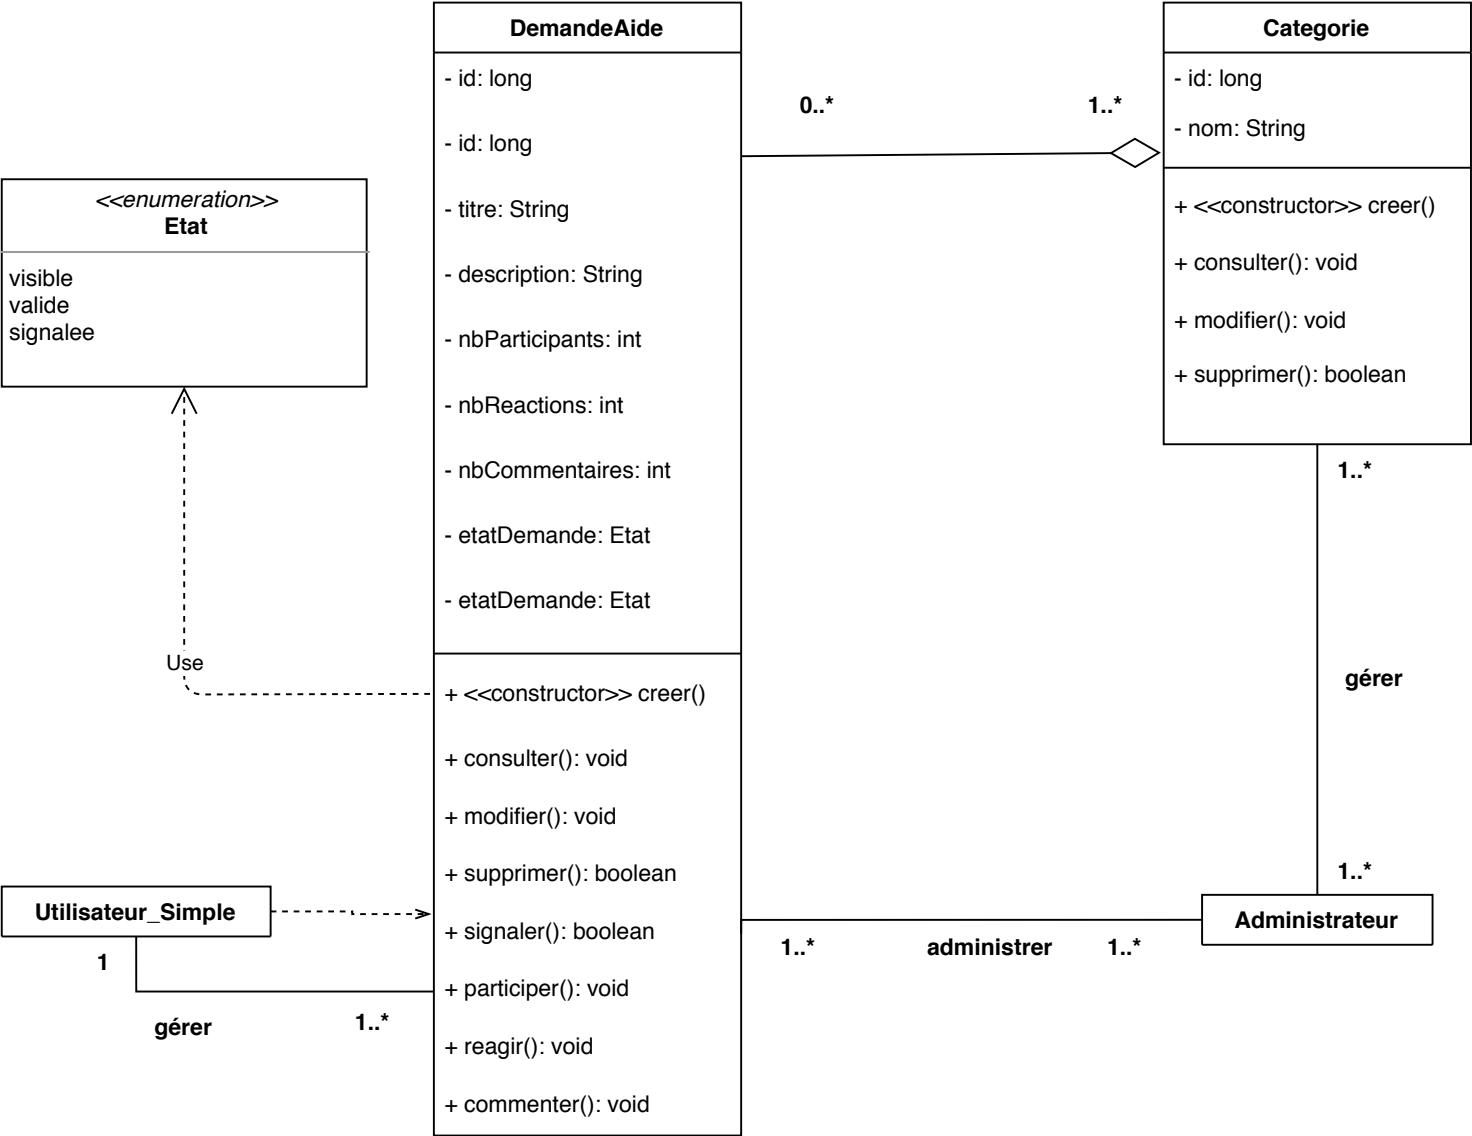 <<enumeration>>
Etat
visible
valide
signalee
DemandeAide
- id: long
- id: long
- titre: String
- description: String
- nbParticipants: int
- nbReactions: int
- nbCommentaires: int
- etatDemande: Etat
- etatDemande: Etat
+ <<constructor>> creer()
+ consulter(): void
+ modifier(): void
+ supprimer(): boolean
+ signaler(): boolean
+ participer(): void
+ reagir(): void
+ commenter(): void
0..*
1..*
Categorie
- id: long
- nom: String
+ <<constructor>> creer()
+ consulter(): void
+ modifier(): void
+ supprimer(): boolean
1..*
gérer
1..*
Administrateur
1..*
administrer
1..*
Use
Utilisateur_Simple
1
gérer
1..*